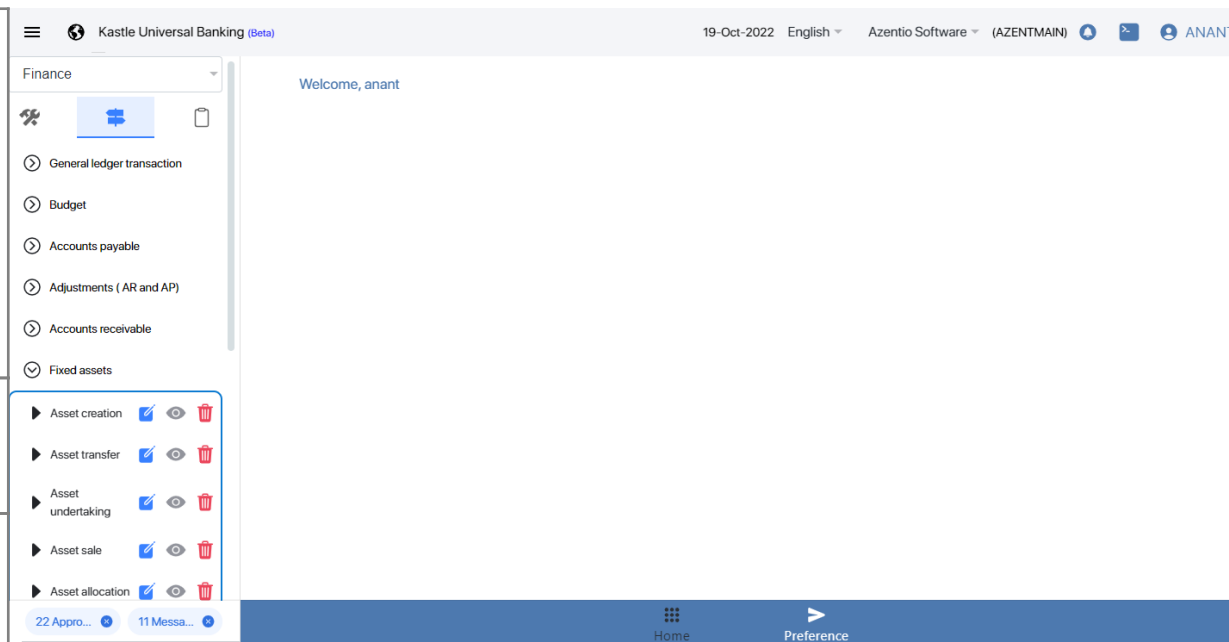 Kastle Universal Banking (Beta)
19-Oct-2022 English Azentio Software (AZENTMAIN) ANANT
Finance
Welcome, anant
General ledger transaction
Budget
Accounts payable
Adjustments ( AR and AP)
Accounts receivable
Fixed assets
Asset creation
Asset transfer
Asset
undertaking
Asset sale
Asset allocation
22 Appro... 11 Messa...
Home
Preference